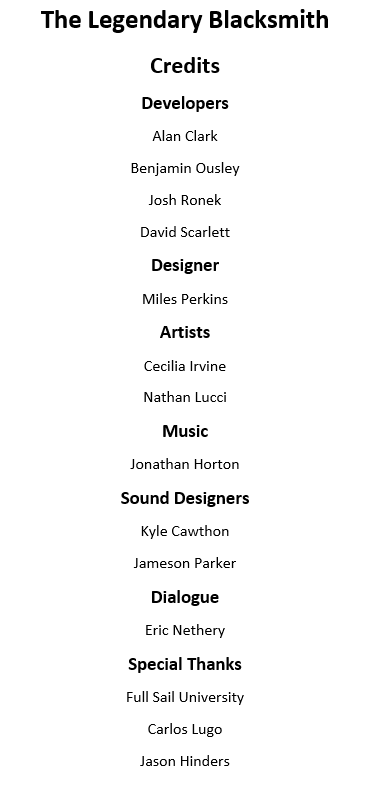 The Legendary Blacksmith
Credits
Developers
Alan Clark
Benjamin Ousley
Josh Ronek
David Scarlett
Designer
Miles Perkins
Artists
Cecilia Irvine
Nathan Lucci
Music
Jonathan Horton
Sound Designers
Kyle Cawthon
Jameson Parker
Dialogue
Eric Nethery
Special Thanks
Full Sail University
Carlos Lugo
Jason Hinders